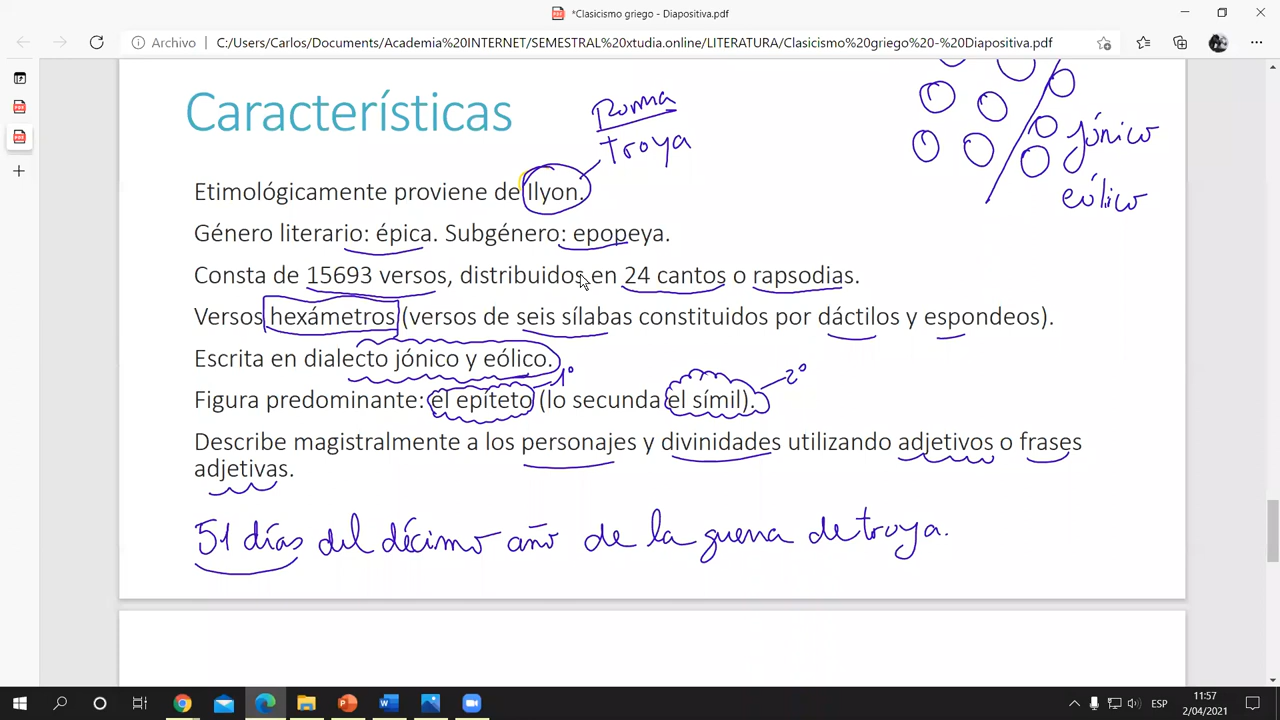 *Clasicismo griego - Diapositiva.pdf
Archivo C:/Users/Carlos/Documents/Academia%20INTERNET/SEMESTRAL%20xtudia.online/LITERATURA/Clasicismo%20griego%20-%20Diapositiva.pdf
Características
Roma
troya
jónico
eólico
Etimológicamente proviene de Ilyon.
Género literario: épica. Subgénero: epopeya.
Consta de 15693 versos, distribuidos en 24 cantos o rapsodias.
Versos hexámetros (versos de seis sílabas constituidos por dáctilos y espondeos).
Escrita en dialecto jónico y eólico.
1°
2°
Figura predominante: el epíteto (lo secunda el símil).
Describe magistralmente a los personajes y divinidades utilizando adjetivos o frases
adjetivas.
51 días del décimo año de la guerra de troya.
ESP
11:57
2/04/2021